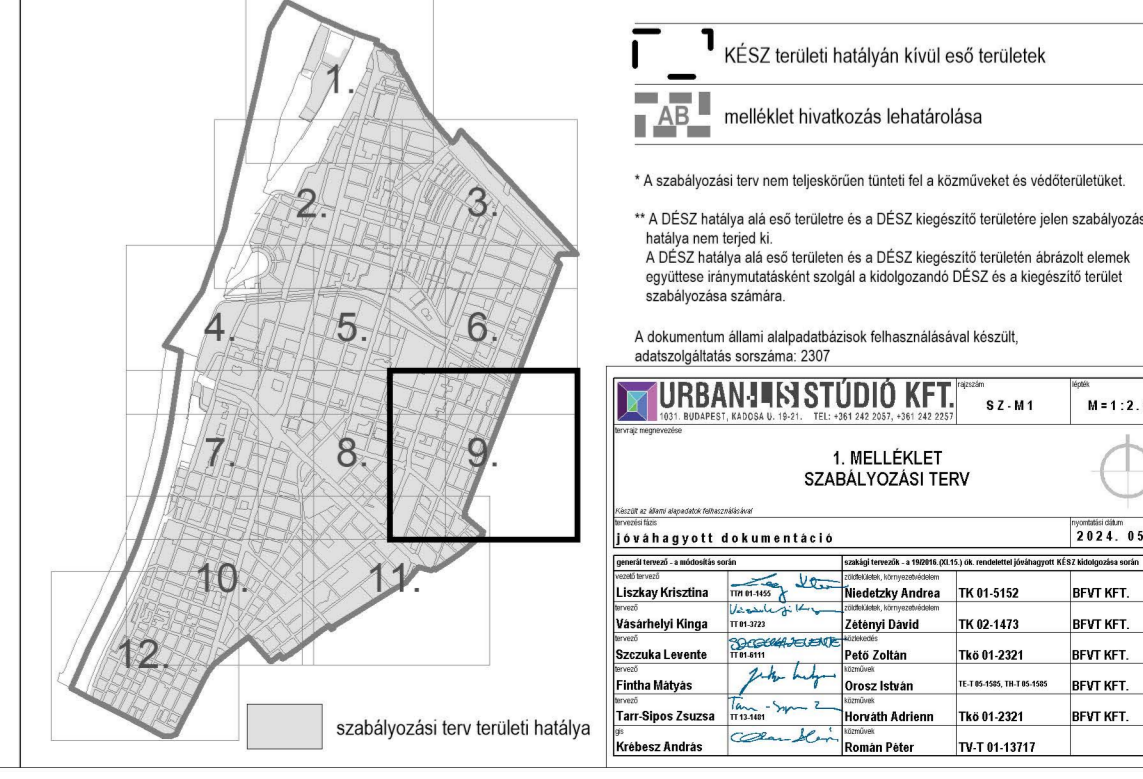 1.
2.
3.
4.
5.
6.
7.
8.
9.
10.
11.
12.
szabályozási terv területi hatálya
KÉSZ területi hatályán kívül eső területek
AB
melléklet hivatkozás lehatárolása
* A szabályozási terv nem teljeskörűen tünteti fel a közműveket és védőterületüket.
** A DÉSZ hatálya alá eső területre és a DÉSZ kiegészítő területére jelen szabályozás
hatálya nem terjed ki.
A DÉSZ hatálya alá eső területen és a DÉSZ kiegészítő területén ábrázolt elemek
együttese iránymutatásként szolgál a kidolgozandó DÉSZ és a kiegészítő terület
szabályozása számára.
A dokumentum állami alalpadatbázisok felhasználásával készült,
adatszolgáltatás sorszáma: 2307
URBAN-LIS STÚDIÓ KFT.
1031. BUDAPEST, KADOSA U. 19-21. TEL: +361 242 2057, +361 242 2257
rajzszám
SZ-M1
lépték
M=1:2.
tervrajz megnevezése
1. MELLÉKLET
SZABÁLYOZÁSI TERV
Készült az állami alapadatok felhasználásával
tervezési fázis
jóváhagyott dokumentáció
nyomtatási dátum
2024. 05
generál tervező - a módosítás során
szakági tervezők - a 19/2016. (XI.15.) ök. rendelettel jóváhagyott KÉSZ kidolgozása során
vezető tervező
Liszkay Krisztina TT/1 01-1455
zöldfelületek, környezetvédelem
Niedetzky Andrea TK 01-5152 BFVT KFT.
tervező
Vásárhelyi Kinga TT 01-3723
zöldfelületek, környezetvédelem
Zétényi Dávid TK 02-1473 BFVT KFT.
tervező
Szczuka Levente TT 01-6111
közlekedés
Pető Zoltán Tkö 01-2321 BFVT KFT.
tervező
Fintha Mátyás
közművek
Orosz István TE-T 05-1585, TH-T 05-1585 BFVT KFT.
tervező
Tarr-Sipos Zsuzsa TT 13-1401
közművek
Horváth Adrienn Tkö 01-2321 BFVT KFT.
gis
Krébesz András
közművek
Román Péter TV-T 01-13717